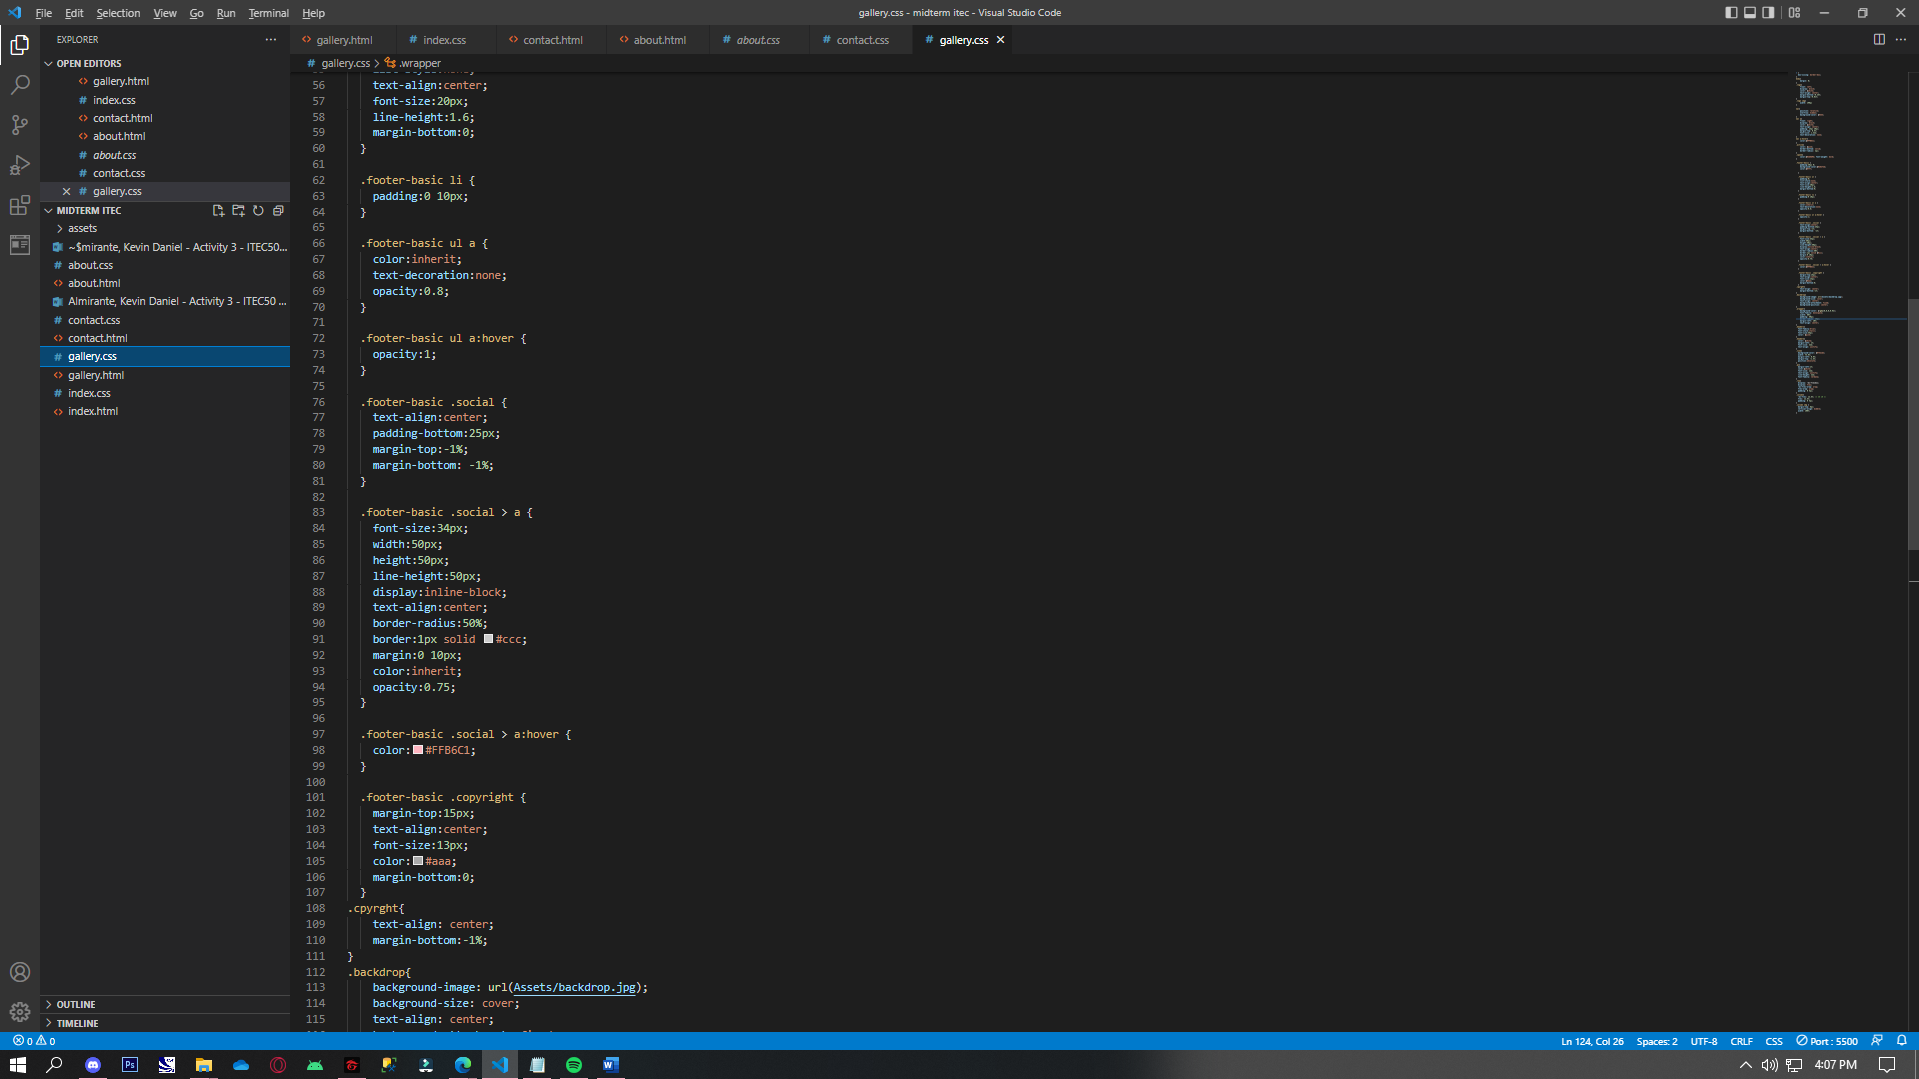 File Edit Selection View Go Run Terminal Help
gallery.css - midterm itec - Visual Studio Code
EXPLORER
OPEN EDITORS
gallery.html
index.css
contact.html
about.html
about.css
contact.css
gallery.css
MIDTERM ITEC
assets
~$mirante, Kevin Daniel - Activity 3 - ITEC50...
about.css
about.html
Almirante, Kevin Daniel - Activity 3 - ITEC50 ...
contact.css
contact.html
gallery.css
gallery.html
index.css
index.html
OUTLINE
TIMELINE
gallery.html index.css contact.html about.html about.css contact.css gallery.css
gallery.css > .wrapper
56 text-align:center;
57 font-size:20px;
58 line-height:1.6;
59 margin-bottom:0;
60 }
61
62 .footer-basic li {
63 padding:0 10px;
64 }
65
66 .footer-basic ul a {
67 color:inherit;
68 text-decoration:none;
69 opacity:0.8;
70 }
71
72 .footer-basic ul a:hover {
73 opacity:1;
74 }
75
76 .footer-basic .social {
77 text-align:center;
78 padding-bottom:25px;
79 margin-top:-1%;
80 margin-bottom: -1%;
81 }
82
83 .footer-basic .social > a {
84 font-size:34px;
85 width:50px;
86 height:50px;
87 line-height:50px;
88 display:inline-block;
89 text-align:center;
90 border-radius:50%;
91 border:1px solid #ccc;
92 margin:0 10px;
93 color:inherit;
94 opacity:0.75;
95 }
96
97 .footer-basic .social > a:hover {
98 color:#FFB6C1;
99 }
100
101 .footer-basic .copyright {
102 margin-top:15px;
103 text-align:center;
104 font-size:13px;
105 color:#aaa;
106 margin-bottom:0;
107 }
108 .cpyrght{
109 text-align: center;
110 margin-bottom:-1%;
111 }
112 .backdrop{
113 background-image: url(Assets/backdrop.jpg);
114 background-size: cover;
115 text-align: center;
0 0
Ln 124, Col 26 Spaces: 2 UTF-8 CRLF CSS Port : 5500
4:07 PM